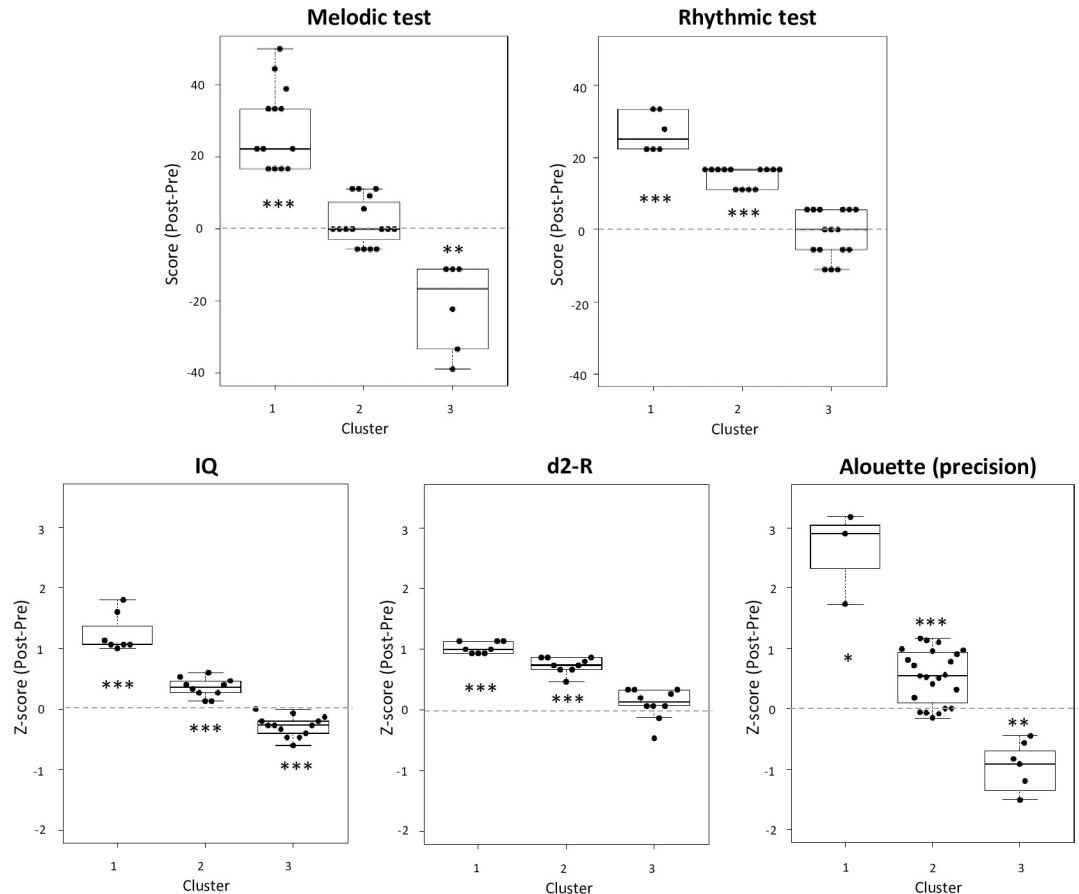 Melodic test
Rhythmic test
Score (Post-Pre)
40
20
0
-20
-40
***
**
1 2 3
Cluster
Score (Post-Pre)
40
20
0
-20
-40
***
***
1 2 3
Cluster
IQ
d2-R
Alouette (precision)
Z-score (Post-Pre)
3
2
1
0
-1
-2
***
***
***
1 2 3
Cluster
Z-score (Post-Pre)
3
2
1
0
-1
-2
***
***
1 2 3
Cluster
Z-score (Post-Pre)
3
2
1
0
-1
-2
*
***
**
1 2 3
Cluster